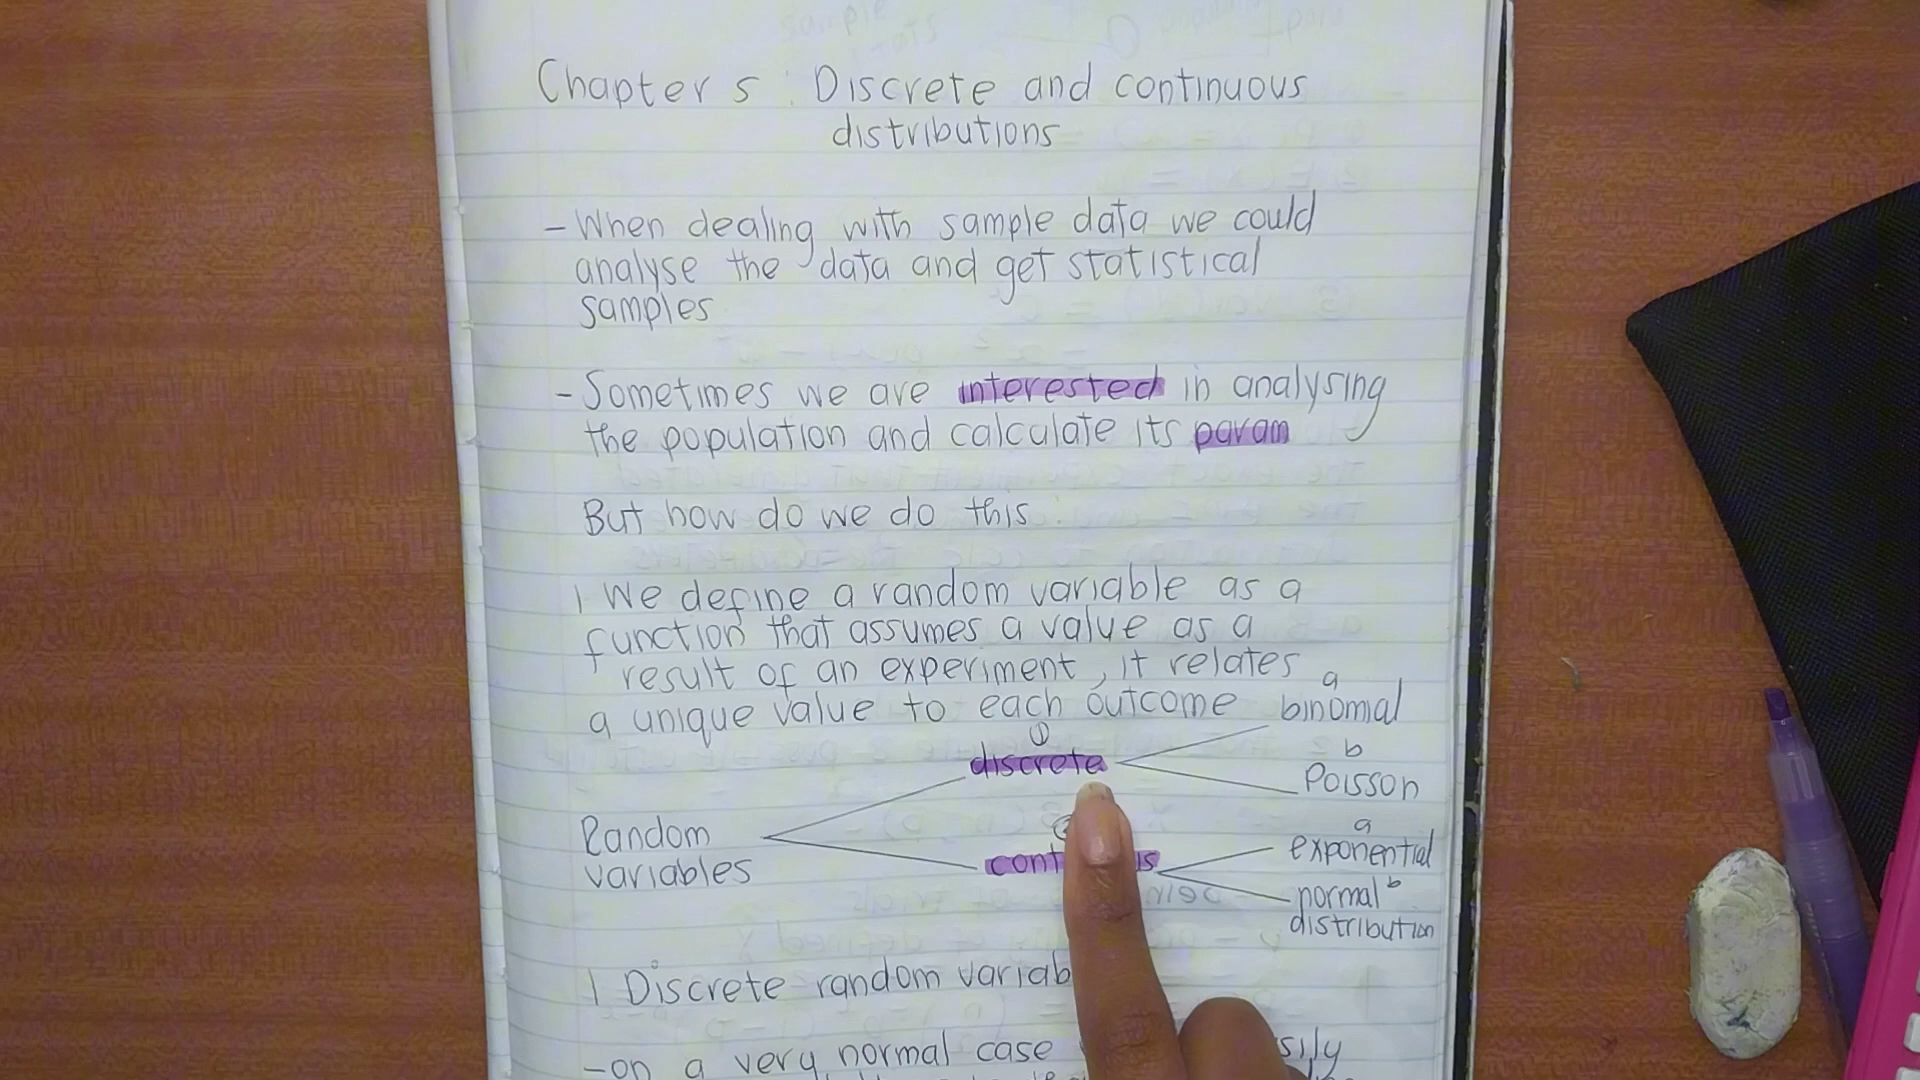 Chapter 5 : Discrete and continuous
distributions
- When dealing with sample data we could
analyse the data and get statistical
samples
- Sometimes we are interested in analysing
the population and calculate its param
But how do we do this
1 We define a random variable as a
function that assumes a value as a
result of an experiment, it relates
a unique value to each outcome
a
binomial
1
discrete
b
Poisson
Random
variables
a
exponential
normal b
distribution
1 Discrete random
- on a very normal case